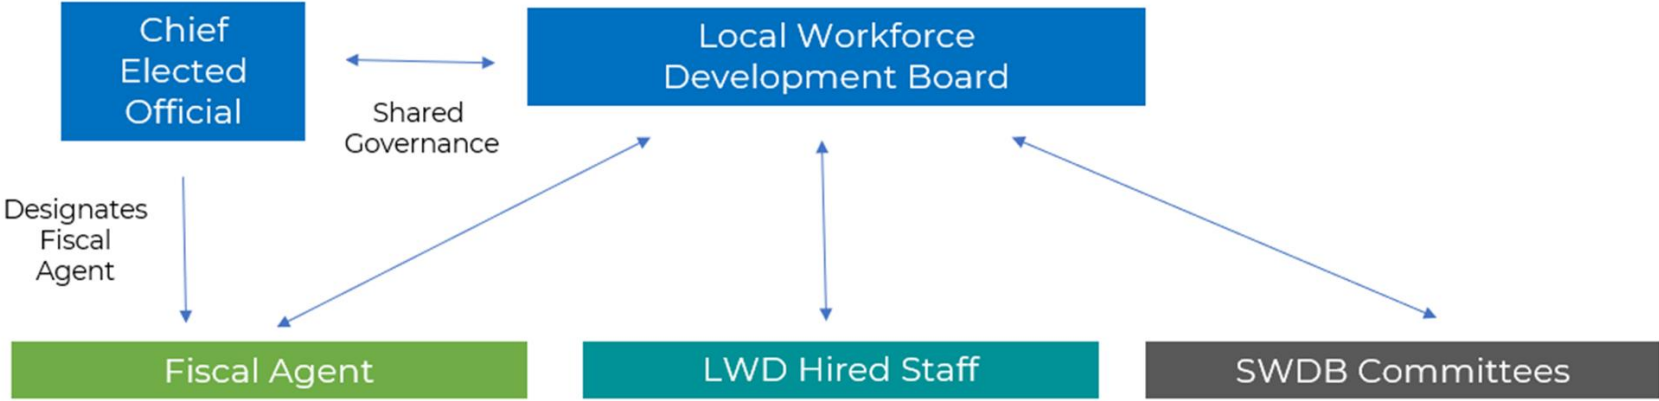 Chief
Elected
Official
Local Workforce
Development Board
Shared
Governance
Designates
Fiscal
Agent
Fiscal Agent
LWD Hired Staff
SWDB Committees